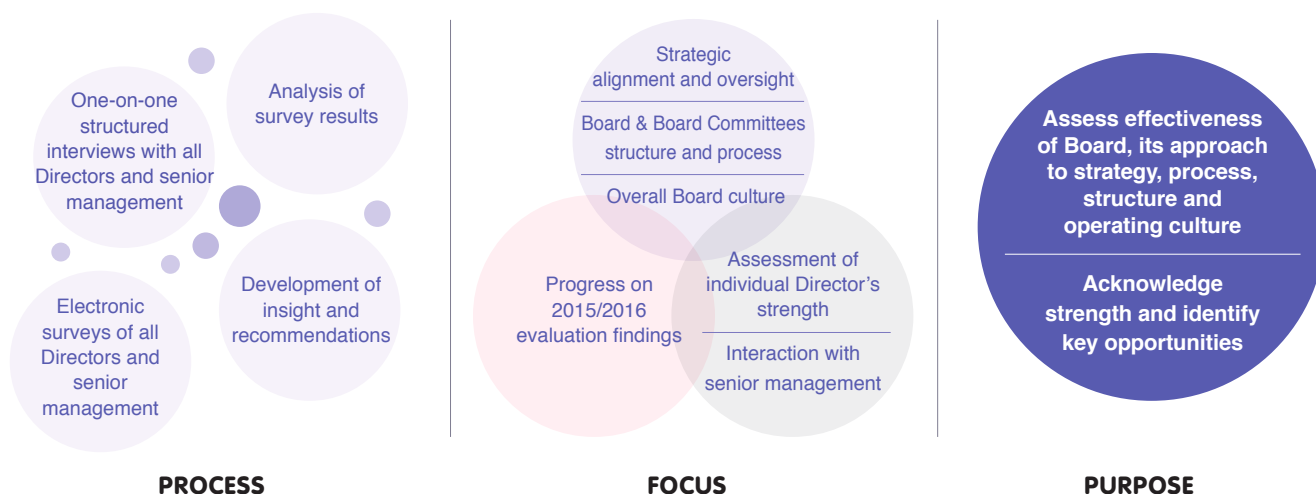 One-on-one
structured
interviews with all
Directors and senior
management
Analysis of
survey results
Electronic
surveys of all
Directors and
senior
management
Development of
insight and
recommendations
PROCESS
Strategic
alignment and oversight
Board & Board Committees
structure and process
Overall Board culture
Progress on
2015/2016
evaluation findings
Assessment of
individual Director’s
strength
Interaction with
senior management
FOCUS
Assess effectiveness
of Board, its approach
to strategy, process,
structure and
operating culture
Acknowledge
strength and identify
key opportunities
PURPOSE